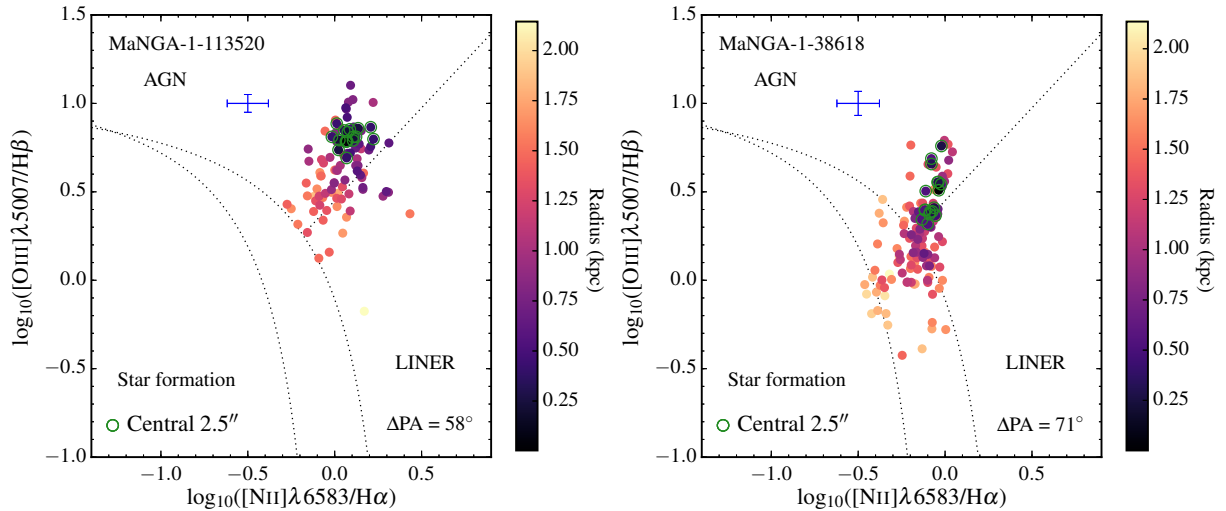 MaNGA-1-113520
AGN
LINER
Star formation
Central 2.5″
ΔPA = 58°
1.5
1.0
0.5
0.0
−0.5
−1.0
−1.0
−0.5
0.0
0.5
log₁₀([NII]λ6583/Hα)
log₁₀([OIII]λ5007/Hβ)
2.00
1.75
1.50
1.25
1.00
0.75
0.50
0.25
Radius (kpc)
MaNGA-1-38618
AGN
LINER
Star formation
Central 2.5″
ΔPA = 71°
1.5
1.0
0.5
0.0
−0.5
−1.0
−1.0
−0.5
0.0
0.5
log₁₀([NII]λ6583/Hα)
log₁₀([OIII]λ5007/Hβ)
2.00
1.75
1.50
1.25
1.00
0.75
0.50
0.25
Radius (kpc)